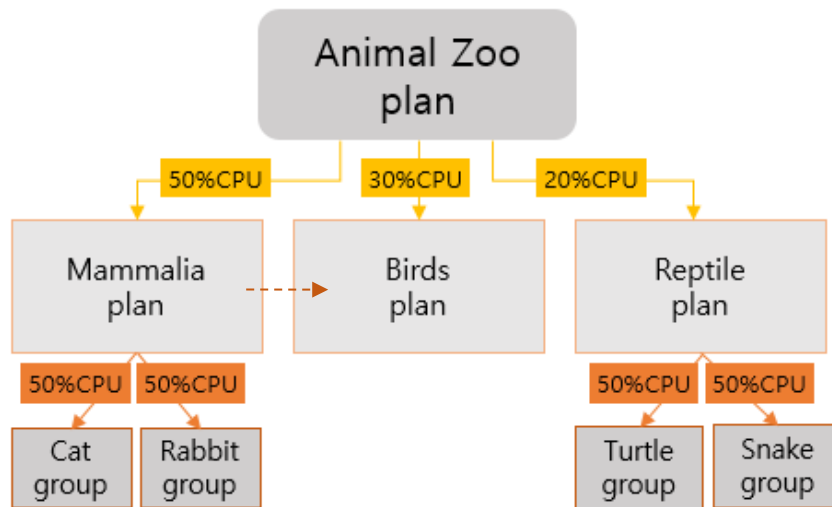 Animal Zoo
plan
50%CPU
30%CPU
20%CPU
Mammalia
plan
Birds
plan
Reptile
plan
50%CPU
50%CPU
50%CPU
50%CPU
Cat
group
Rabbit
group
Turtle
group
Snake
group